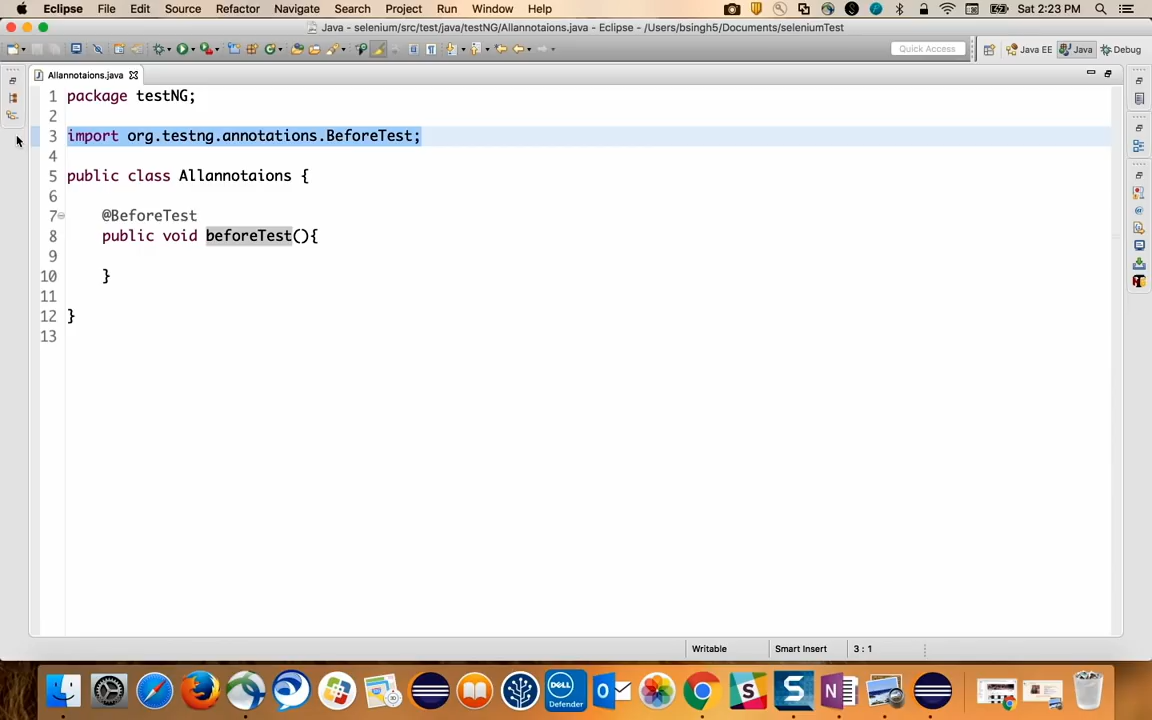 Eclipse File Edit Source Refactor Navigate Search Project Run Window Help Sat 2:23 PM
Java - selenium/src/test/java/testNG/Allannotaions.java - Eclipse - /Users/bsingh5/Documents/seleniumTest
Quick Access Java EE Java Debug
Allannotaions.java
1 package testNG;
2
3 import org.testng.annotations.BeforeTest;
4
5 public class Allannotaions {
6
7 @BeforeTest
8 public void beforeTest(){
9
10 }
11
12 }
13
Writable Smart Insert 3 : 1
DELL
Defender